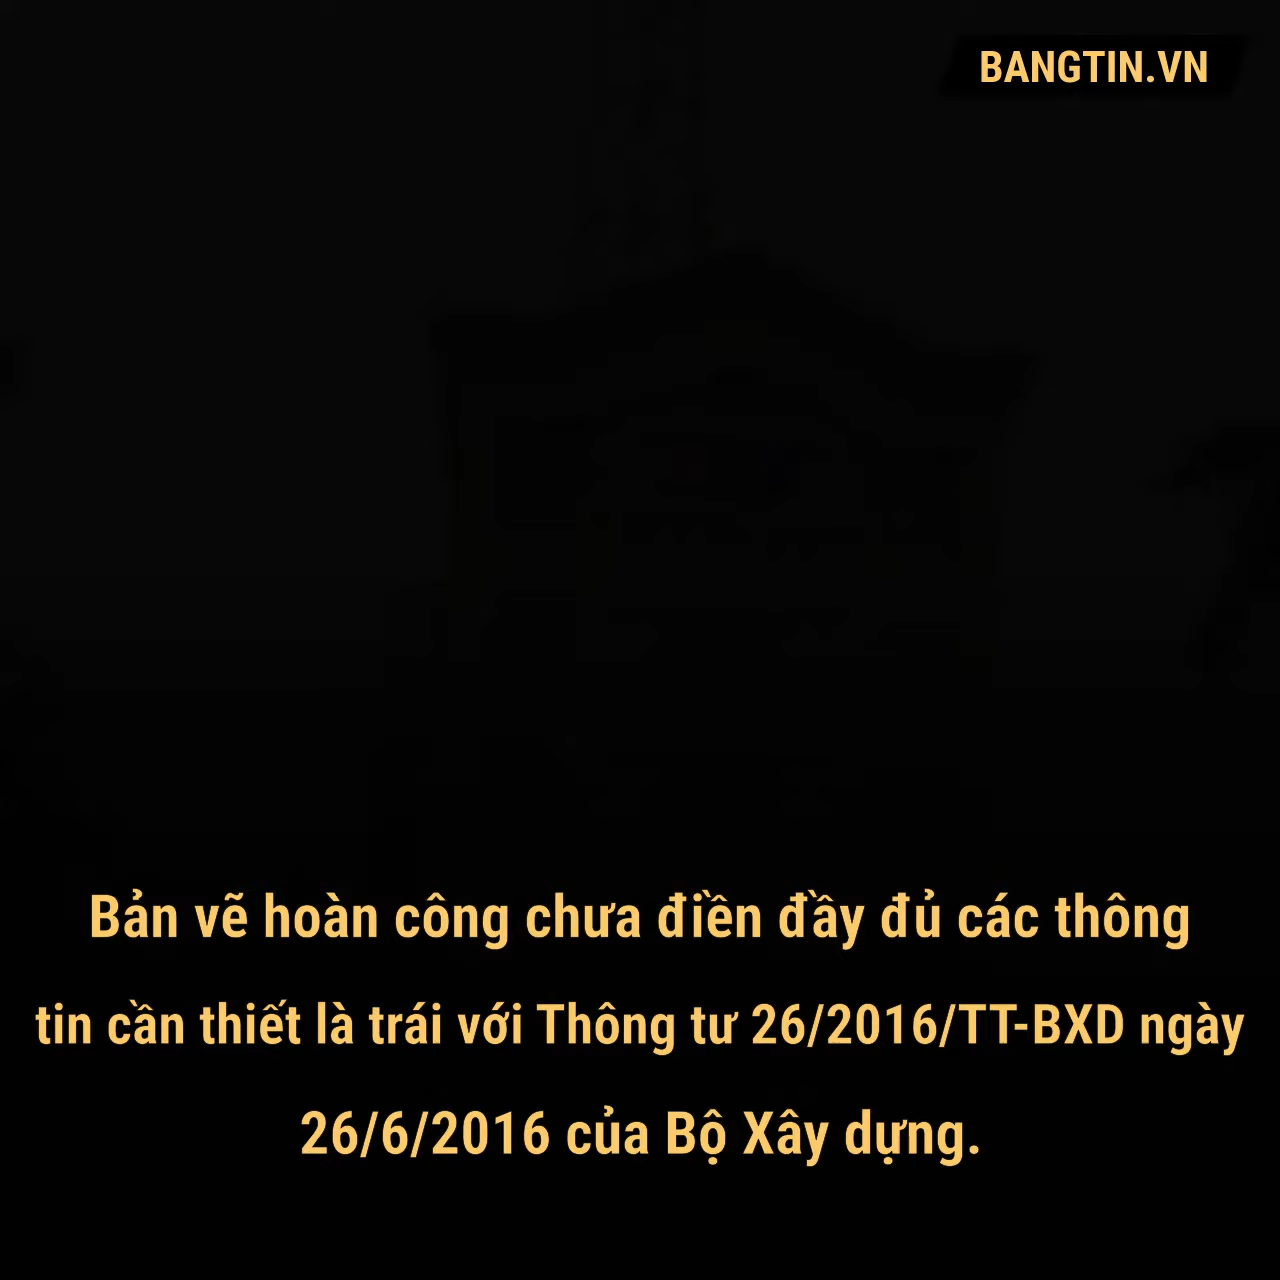 BANGTIN.VN
Bản vẽ hoàn công chưa điền đầy đủ các thông
tin cần thiết là trái với Thông tư 26/2016/TT-BXD ngày
26/6/2016 của Bộ Xây dựng.